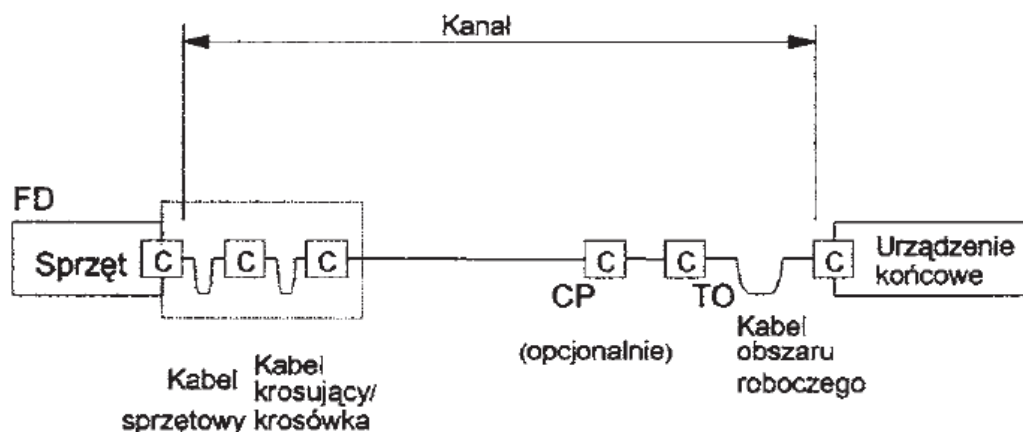 Kanał
FD
Sprzęt
C
C
C
C
C
C
Urządzenie
końcowe
CP
TO
(opcjonalnie)
Kabel
obszaru
roboczego
Kabel
sprzętowy
Kabel
krosujący/
krosówka